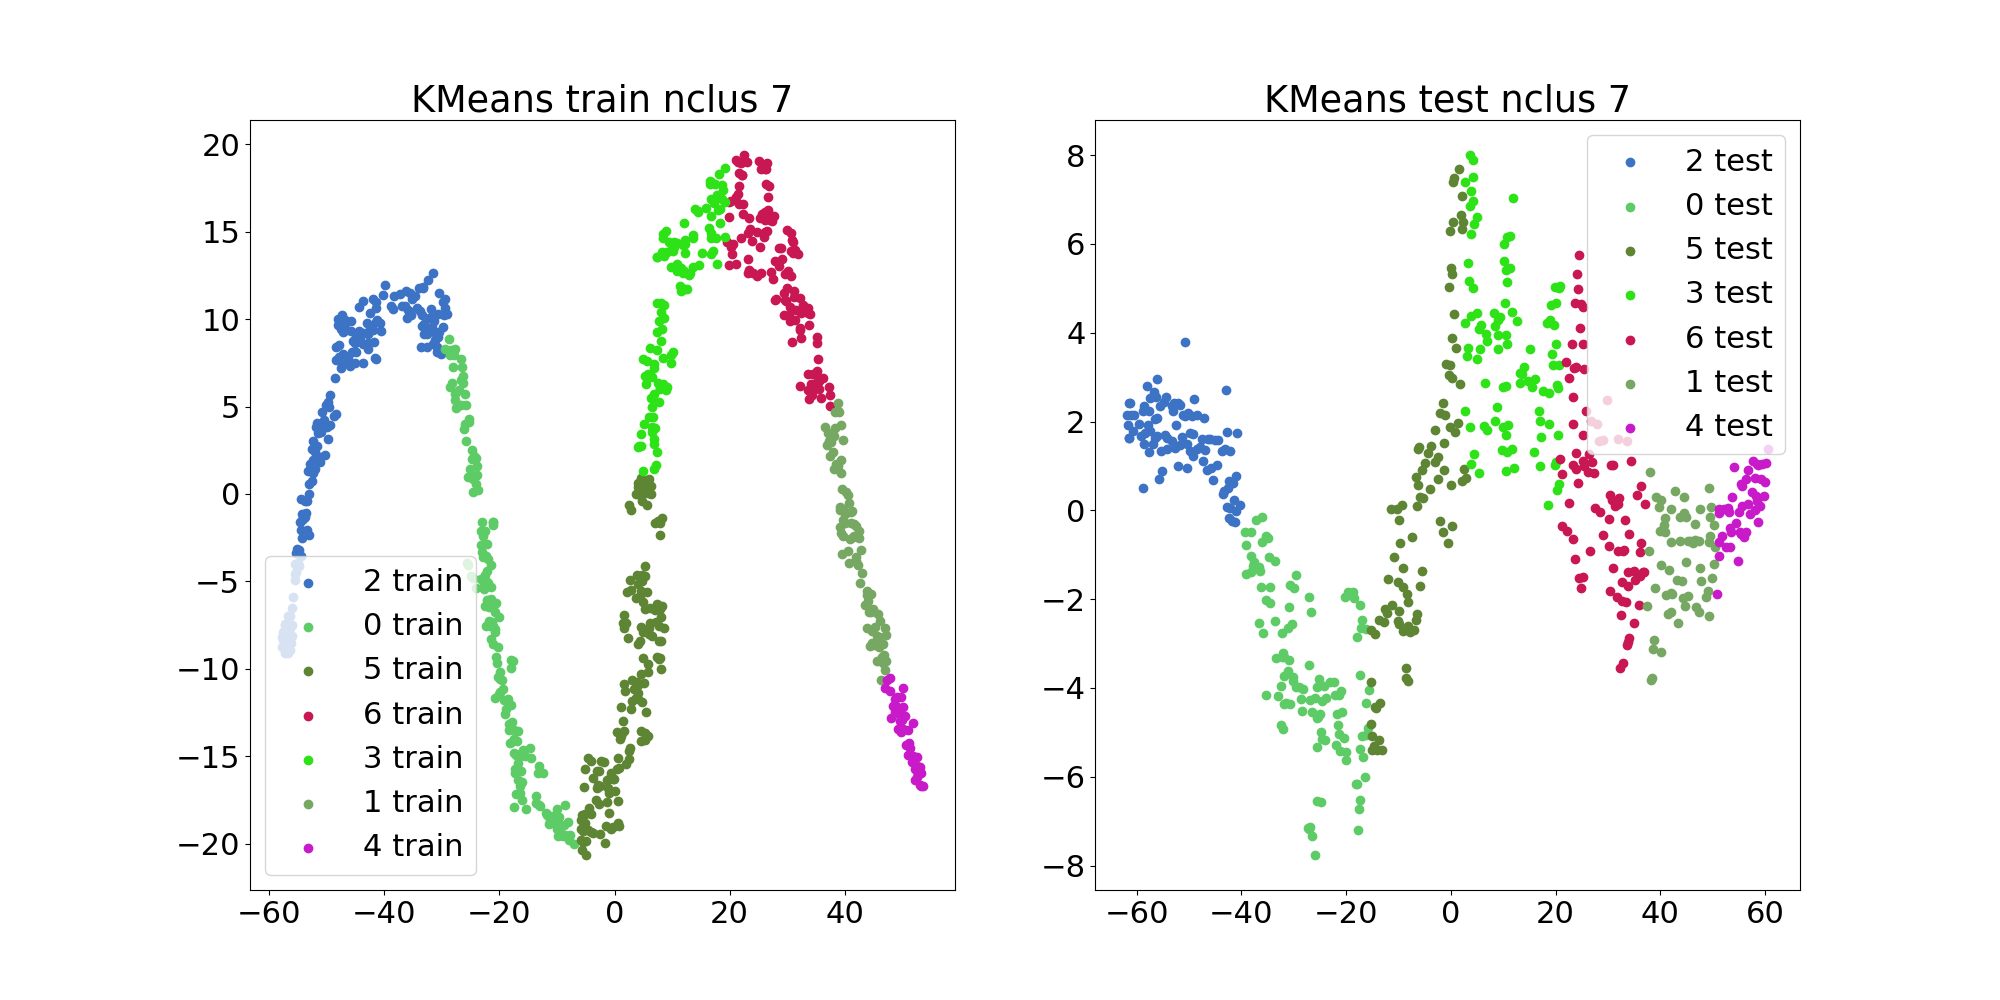 KMeans train nclus 7
20
15
10
5
0
−5
−10
−15
−20
−60
−40
−20
0
20
40
2 train
0 train
5 train
6 train
3 train
1 train
4 train
KMeans test nclus 7
8
6
4
2
0
−2
−4
−6
−8
−60
−40
−20
0
20
40
60
2 test
0 test
5 test
3 test
6 test
1 test
4 test